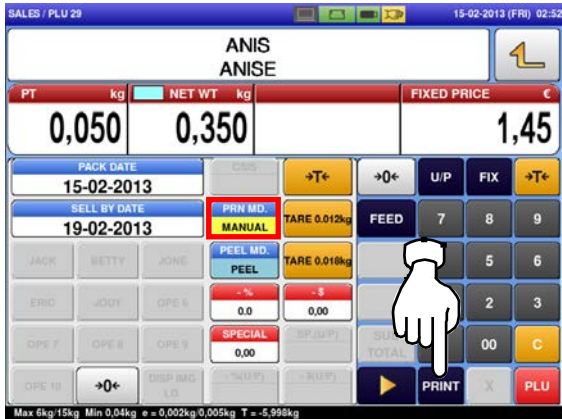 SALES / PLU 29
15-02-2013 (FRI) 02:52
ANIS
ANISE
PT kg NET WT kg FIXED PRICE €
0,050 0,350 1,45
PACK DATE
15-02-2013
CSIS
→T← →0← U/P FIX →T←
SELL BY DATE
19-02-2013
PRN MD.
MANUAL
TARE 0.012kg FEED 7 8 9
JACK BETTY JONE
PEEL MD.
PEEL
TARE 0.018kg 5 6
ERIC JODY OPE 6
- %
0.0
- $
0,00
2 3
OPE 7 OPE 8 OPE 9
SPECIAL
0,00
SP.(U/P)
SUB
TOTAL
00 C
OPE 10 →0←
DISP IMG
LO.
- %(U/P) - $(U/P) PRINT X PLU
Max 6kg/15kg Min 0,04kg e = 0,002kg/0,005kg T = -5,998kg